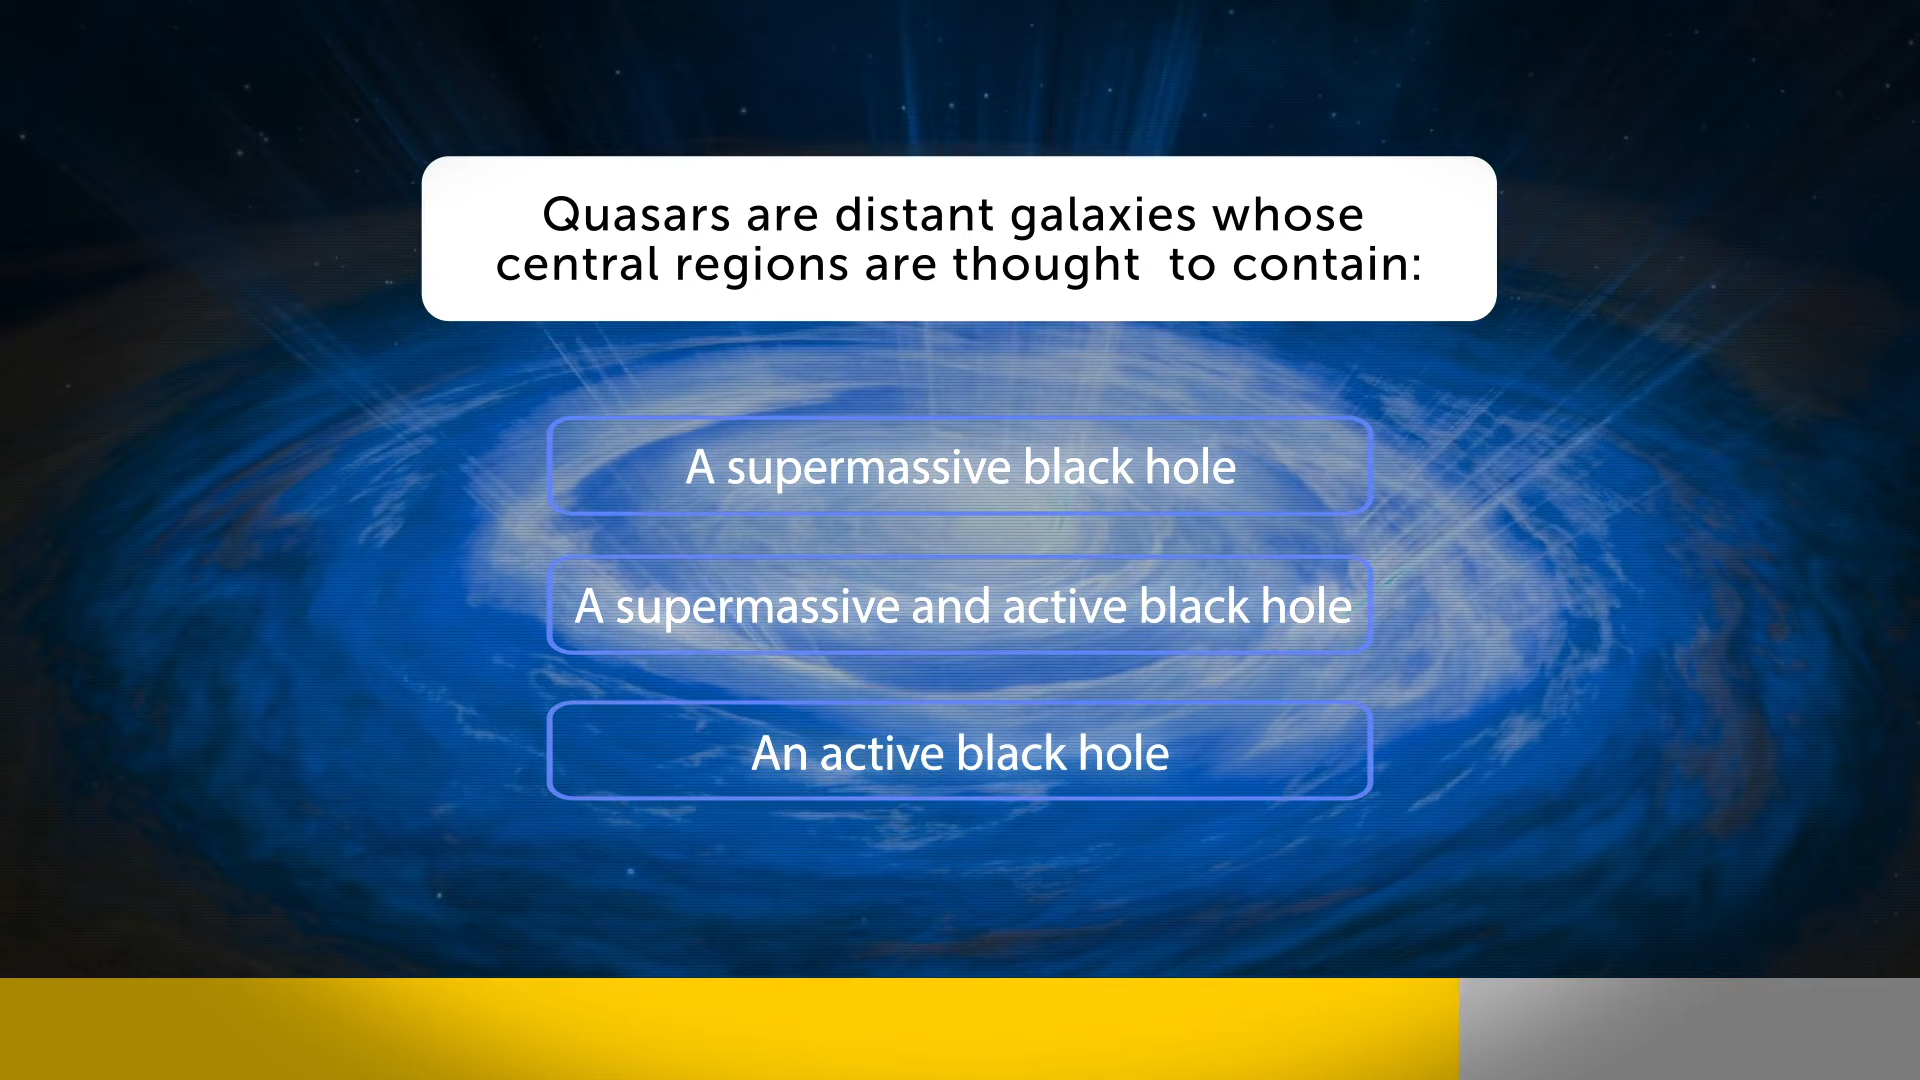 Quasars are distant galaxies whose
central regions are thought  to contain:
A supermassive black hole
A supermassive and active black hole
An active black hole